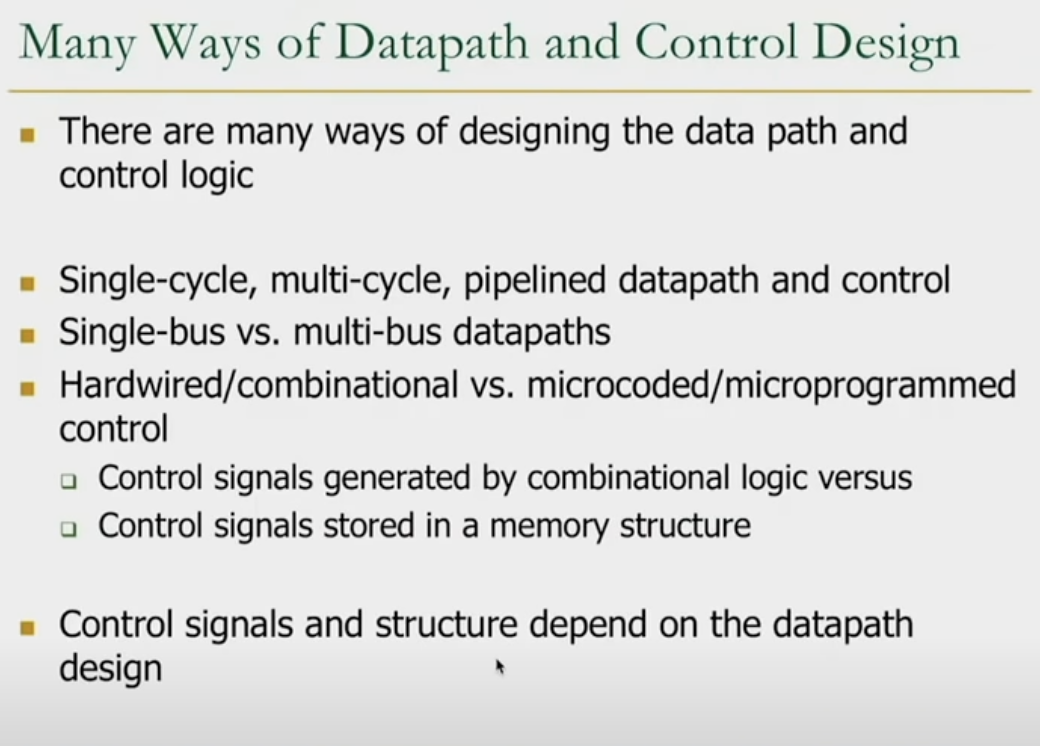 Many Ways of Datapath and Control Design
There are many ways of designing the data path and
control logic
Single-cycle, multi-cycle, pipelined datapath and control
Single-bus vs. multi-bus datapaths
Hardwired/combinational vs. microcoded/microprogrammed
control
Control signals generated by combinational logic versus
Control signals stored in a memory structure
Control signals and structure depend on the datapath
design